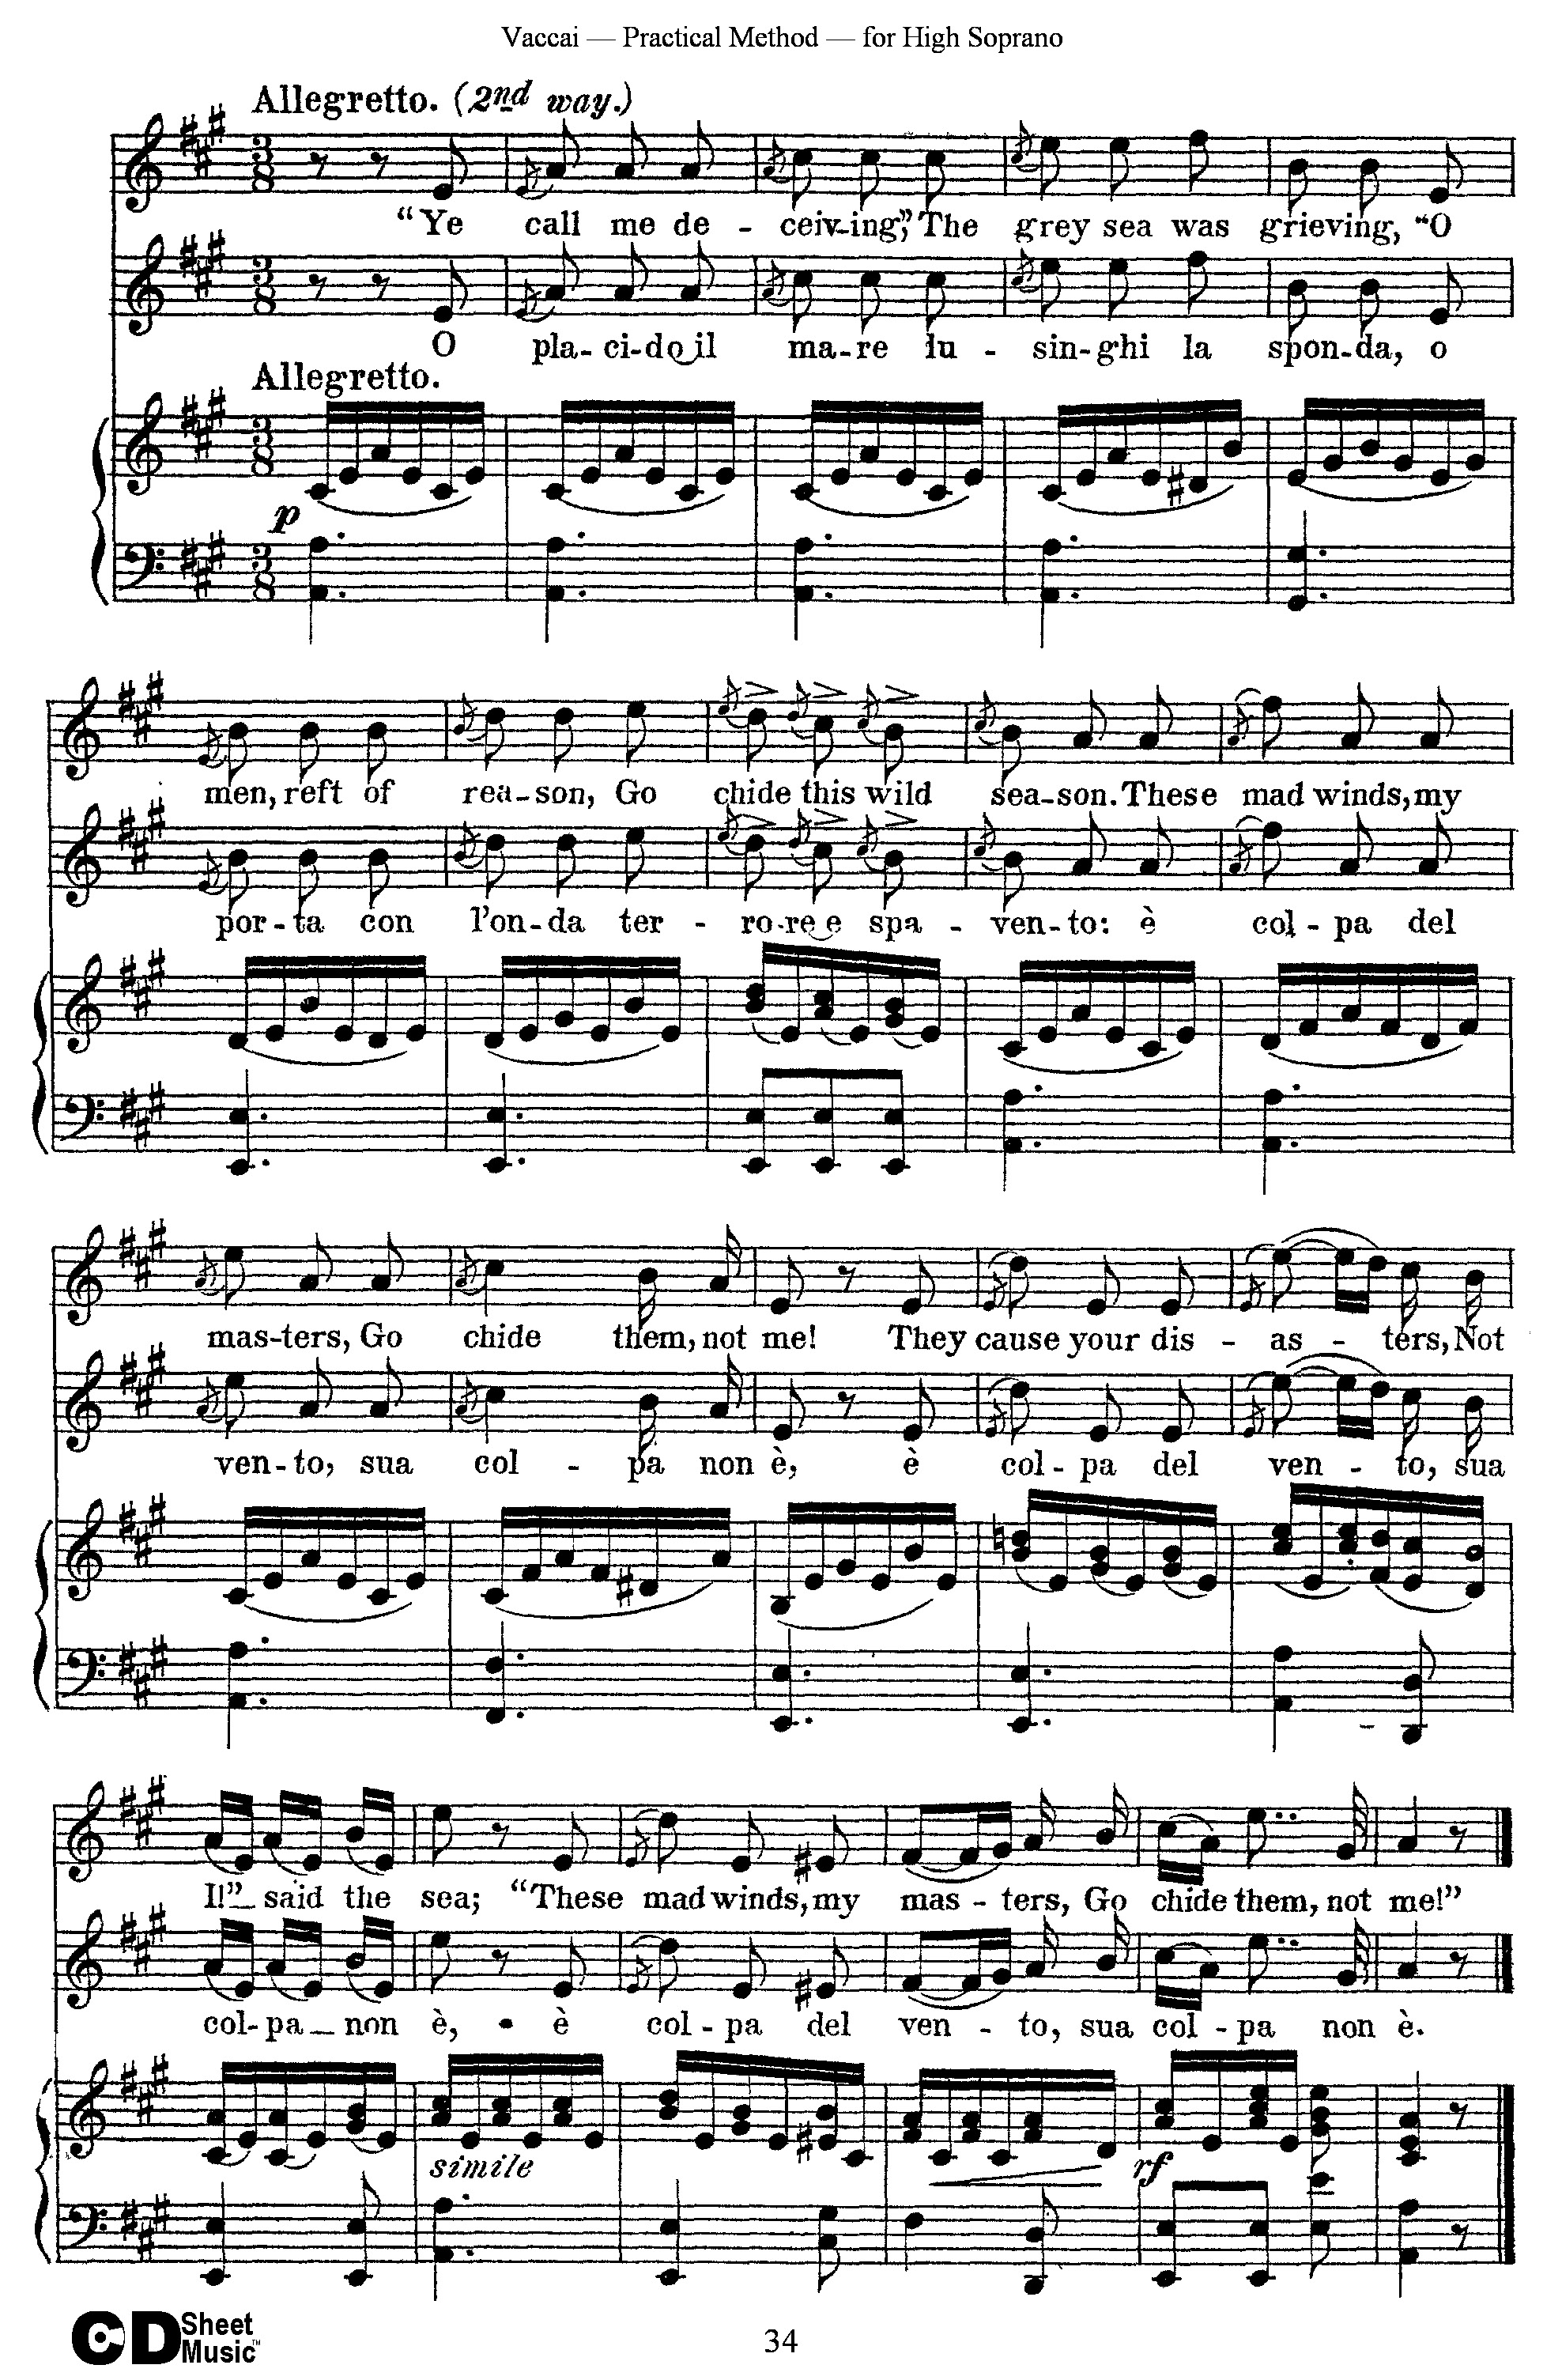 Vaccai — Practical Method — for High Soprano
Allegretto. (2nd way.)
"Ye call me de - ceiv-ing," The grey sea was grieving, "O
O pla-ci-do il ma-re lu - sin-ghi la spon-da, o
Allegretto.
p
men, reft of rea-son, Go chide this wild sea-son. These mad winds, my
por-ta con l'on-da ter - ro-re e spa - ven-to: è col-pa del
mas-ters, Go chide them, not me! They cause your dis - as - ters, Not
ven-to, sua col - pa non è, è col-pa del ven - to, sua
I!" said the sea; "These mad winds, my mas - ters, Go chide them, not me!"
col-pa non è, è col-pa del ven - to, sua col-pa non è.
simile
rf
CD Sheet Music™
34